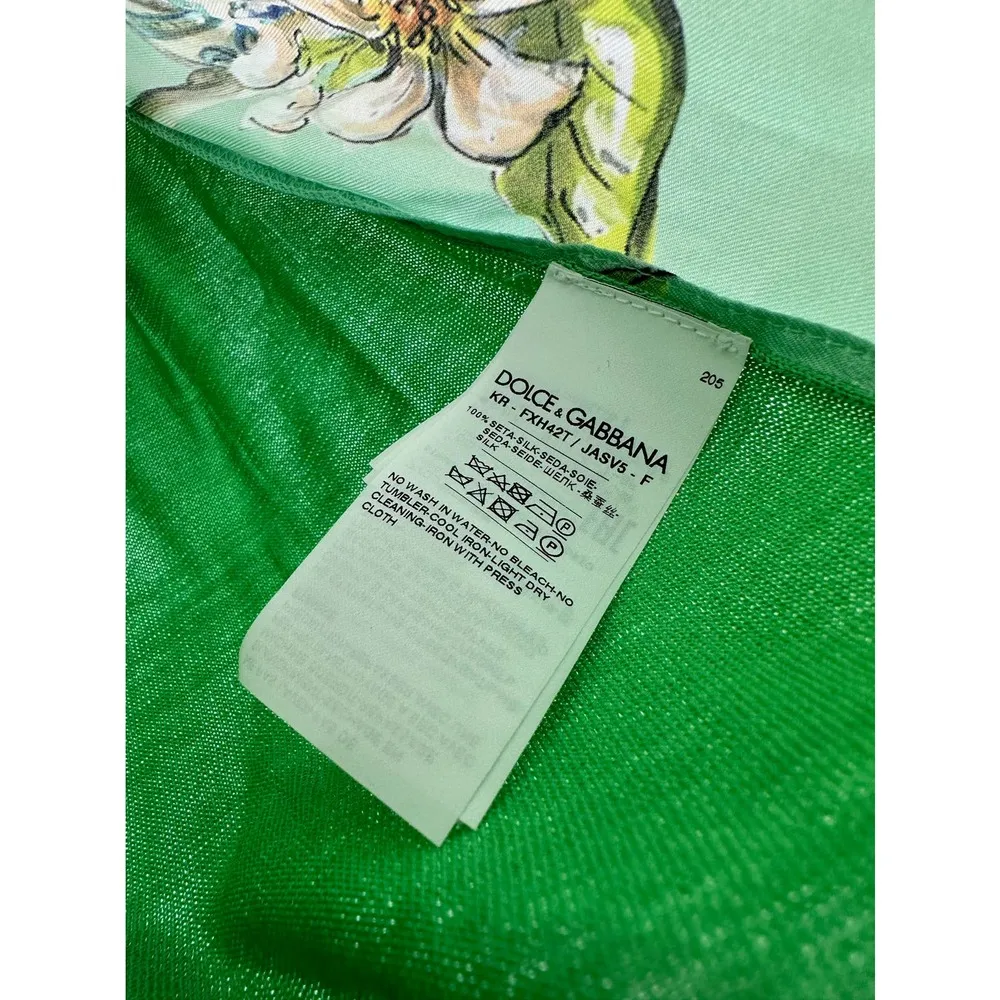 205
DOLCE & GABBANA
KR - FXH42T / JASV5 - F
100% SETA-SILK-SEDA-SOIE-
SEDA-SEIDE-ШЕЛК-桑蚕丝-
SILK
P
P
NO WASH IN WATER-NO BLEACH-NO
TUMBLER-COOL IRON-LIGHT DRY
CLEANING-IRON WITH PRESS
CLOTH